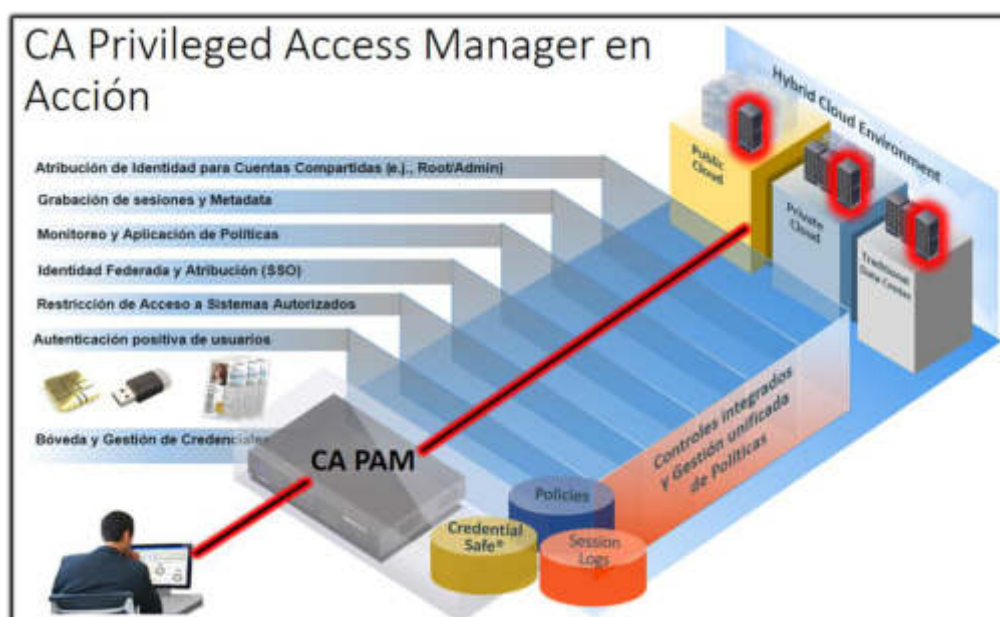 CA Privileged Access Manager en
Acción
Atribución de Identidad para Cuentas Compartidas (e.j., Root/Admin)
Grabación de sesiones y Metadata
Monitoreo y Aplicación de Políticas
Identidad Federada y Atribución (SSO)
Restricción de Acceso a Sistemas Autorizados
Autenticación positiva de usuarios
Bóveda y Gestión de Credenciales
CA PAM
Policies
Credential
Safe®
Session
Logs
Controles integrados
y Gestión unificada
de Políticas
Public
Cloud
Private
Cloud
Traditional
Data Center
Hybrid Cloud Environment